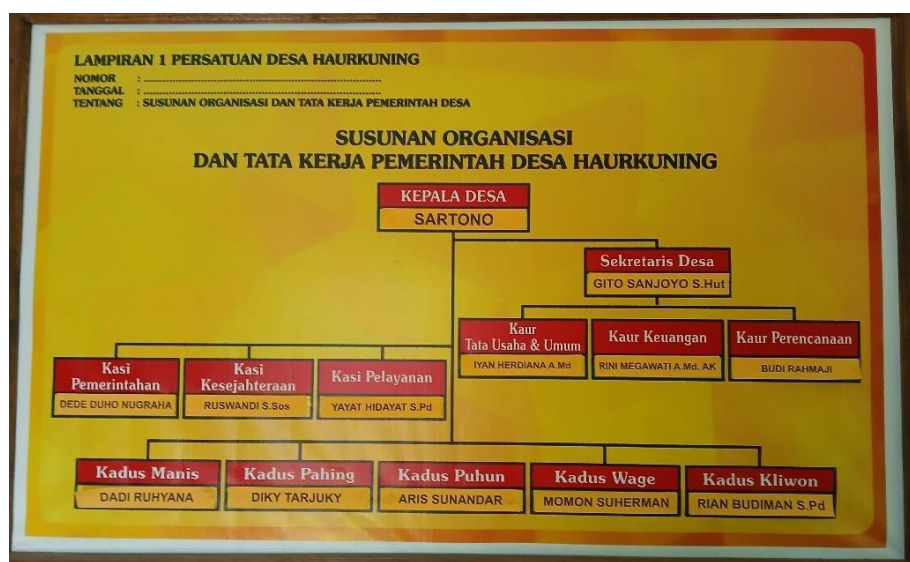 LAMPIRAN 1 PERSATUAN DESA HAURKUNING
NOMOR : ................................................................
TANGGAL : ................................................................
TENTANG : SUSUNAN ORGANISASI DAN TATA KERJA PEMERINTAH DESA
SUSUNAN ORGANISASI
DAN TATA KERJA PEMERINTAH DESA HAURKUNING
KEPALA DESA
SARTONO
Sekretaris Desa
GITO SANJOYO S.Hut
Kaur
Tata Usaha & Umum
IYAN HERDIANA A.Md
Kaur Keuangan
RINI MEGAWATI A.Md. AK
Kaur Perencanaan
BUDI RAHMAJI
Kasi
Pemerintahan
DEDE DUHO NUGRAHA
Kasi
Kesejahteraan
RUSWANDI S.Sos
Kasi Pelayanan
YAYAT HIDAYAT S.Pd
Kadus Manis
DADI RUHYANA
Kadus Pahing
DIKY TARJUKY
Kadus Puhun
ARIS SUNANDAR
Kadus Wage
MOMON SUHERMAN
Kadus Kliwon
RIAN BUDIMAN S.Pd